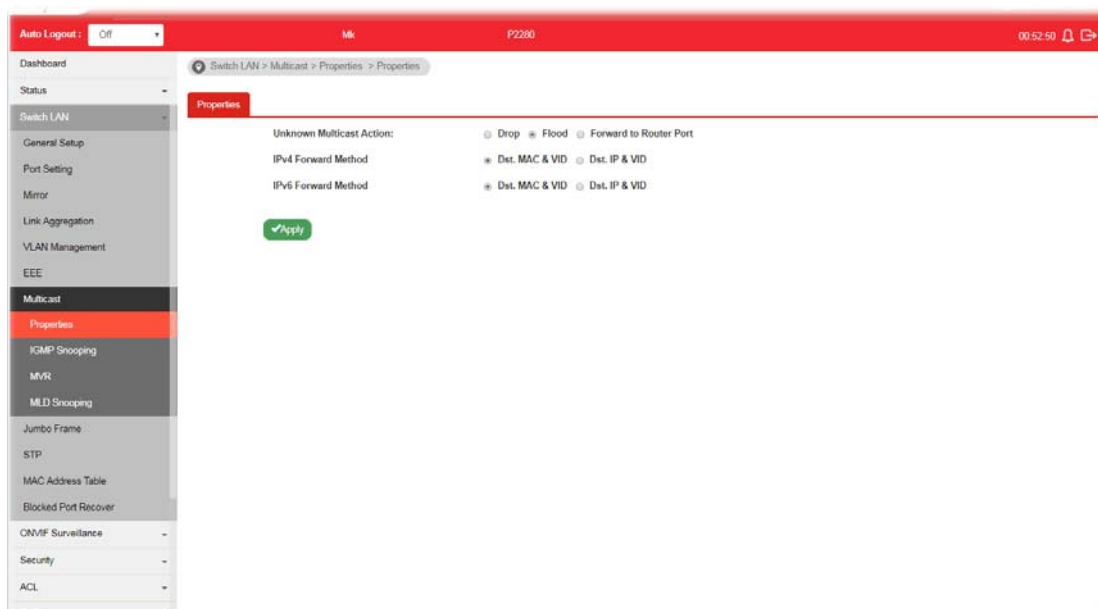 Auto Logout : Off Mk P2280 00:52:50
Dashboard
Switch LAN > Multicast > Properties > Properties
Status
Properties
Switch LAN
Unknown Multicast Action: Drop Flood Forward to Router Port
General Setup
IPv4 Forward Method Dst. MAC & VID Dst. IP & VID
Port Setting
IPv6 Forward Method Dst. MAC & VID Dst. IP & VID
Mirror
Link Aggregation
Apply
VLAN Management
EEE
Multicast
Properties
IGMP Snooping
MVR
MLD Snooping
Jumbo Frame
STP
MAC Address Table
Blocked Port Recover
ONVIF Surveillance
Security
ACL